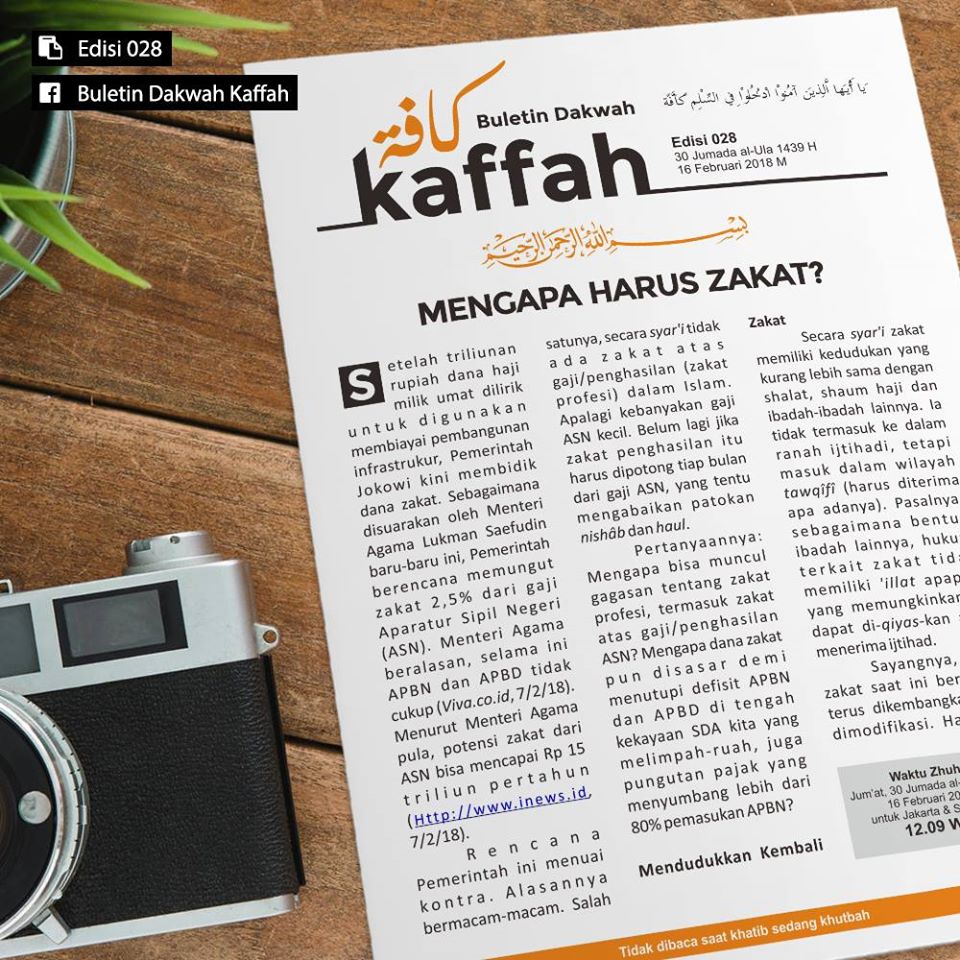 Edisi 028
Buletin Dakwah Kaffah
كافة
Buletin Dakwah
kaffah
يَا أَيُّهَا الَّذِينَ آمَنُوا ادْخُلُوا فِي السِّلْمِ كَافَّةً
Edisi 028
30 Jumada al-Ula 1439 H
16 Februari 2018 M
بِسْمِ اللهِ الرَّحْمٰنِ الرَّحِيْمِ
MENGAPA HARUS ZAKAT?
Setelah triliunan
rupiah dana haji
milik umat dilirik
untuk digunakan
membiayai pembangunan
infrastrukur, Pemerintah
Jokowi kini membidik
dana zakat. Sebagaimana
disuarakan oleh Menteri
Agama Lukman Saefudin
baru-baru ini, Pemerintah
berencana memungut
zakat 2,5% dari gaji
Aparatur Sipil Negeri
(ASN). Menteri Agama
beralasan, selama ini
APBN dan APBD tidak
cukup (Viva.co.id, 7/2/18).
Menurut Menteri Agama
pula, potensi zakat dari
ASN bisa mencapai Rp 15
triliun pertahun
(Http://www.inews.id,
7/2/18).
Rencana
Pemerintah ini menuai
kontra. Alasannya
bermacam-macam. Salah
satunya, secara syar'i tidak
ada zakat atas
gaji/penghasilan (zakat
profesi) dalam Islam.
Apalagi kebanyakan gaji
ASN kecil. Belum lagi jika
zakat penghasilan itu
harus dipotong tiap bulan
dari gaji ASN, yang tentu
mengabaikan patokan
nishâb dan haul.
Pertanyaannya:
Mengapa bisa muncul
gagasan tentang zakat
profesi, termasuk zakat
atas gaji/penghasilan
ASN? Mengapa dana zakat
pun disasar demi
menutupi defisit APBN
dan APBD di tengah
kekayaan SDA kita yang
melimpah-ruah, juga
pungutan pajak yang
menyumbang lebih dari
80% pemasukan APBN?
Mendudukkan Kembali
Zakat
Secara syar'i zakat
memiliki kedudukan yang
kurang lebih sama dengan
shalat, shaum haji dan
ibadah-ibadah lainnya. Ia
tidak termasuk ke dalam
ranah ijtihadi, tetapi
masuk dalam wilayah
tawqîfî (harus diterima
apa adanya). Pasalnya
sebagaimana bentu
ibadah lainnya, huku
terkait zakat tida
memiliki 'illat apap
yang memungkinkan
dapat di-qiyas-kan
menerima ijtihad.
Sayangnya,
zakat saat ini ber
terus dikembangka
dimodifikasi. Ha
Waktu Zhuh
Jum'at, 30 Jumada al-
16 Februari 20
untuk Jakarta & S
12.09 W
Tidak dibaca saat khatib sedang khutbah